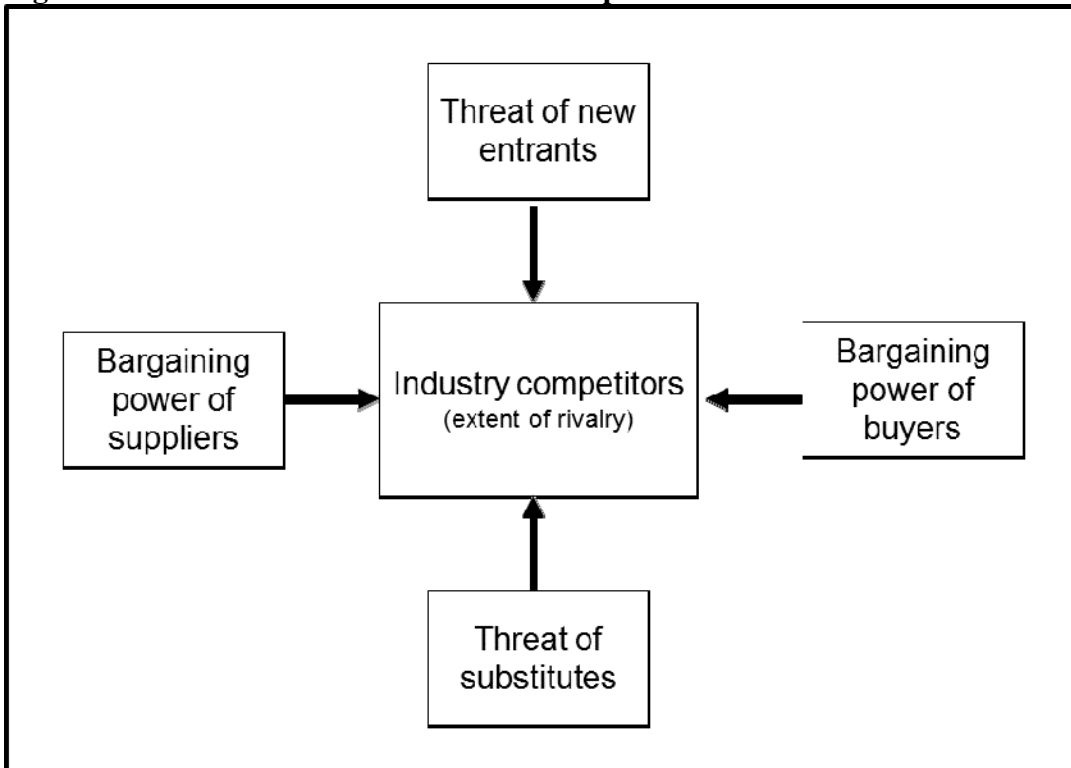 Threat of new
entrants
Bargaining
power of
suppliers
Industry competitors
(extent of rivalry)
Bargaining
power of
buyers
Threat of
substitutes